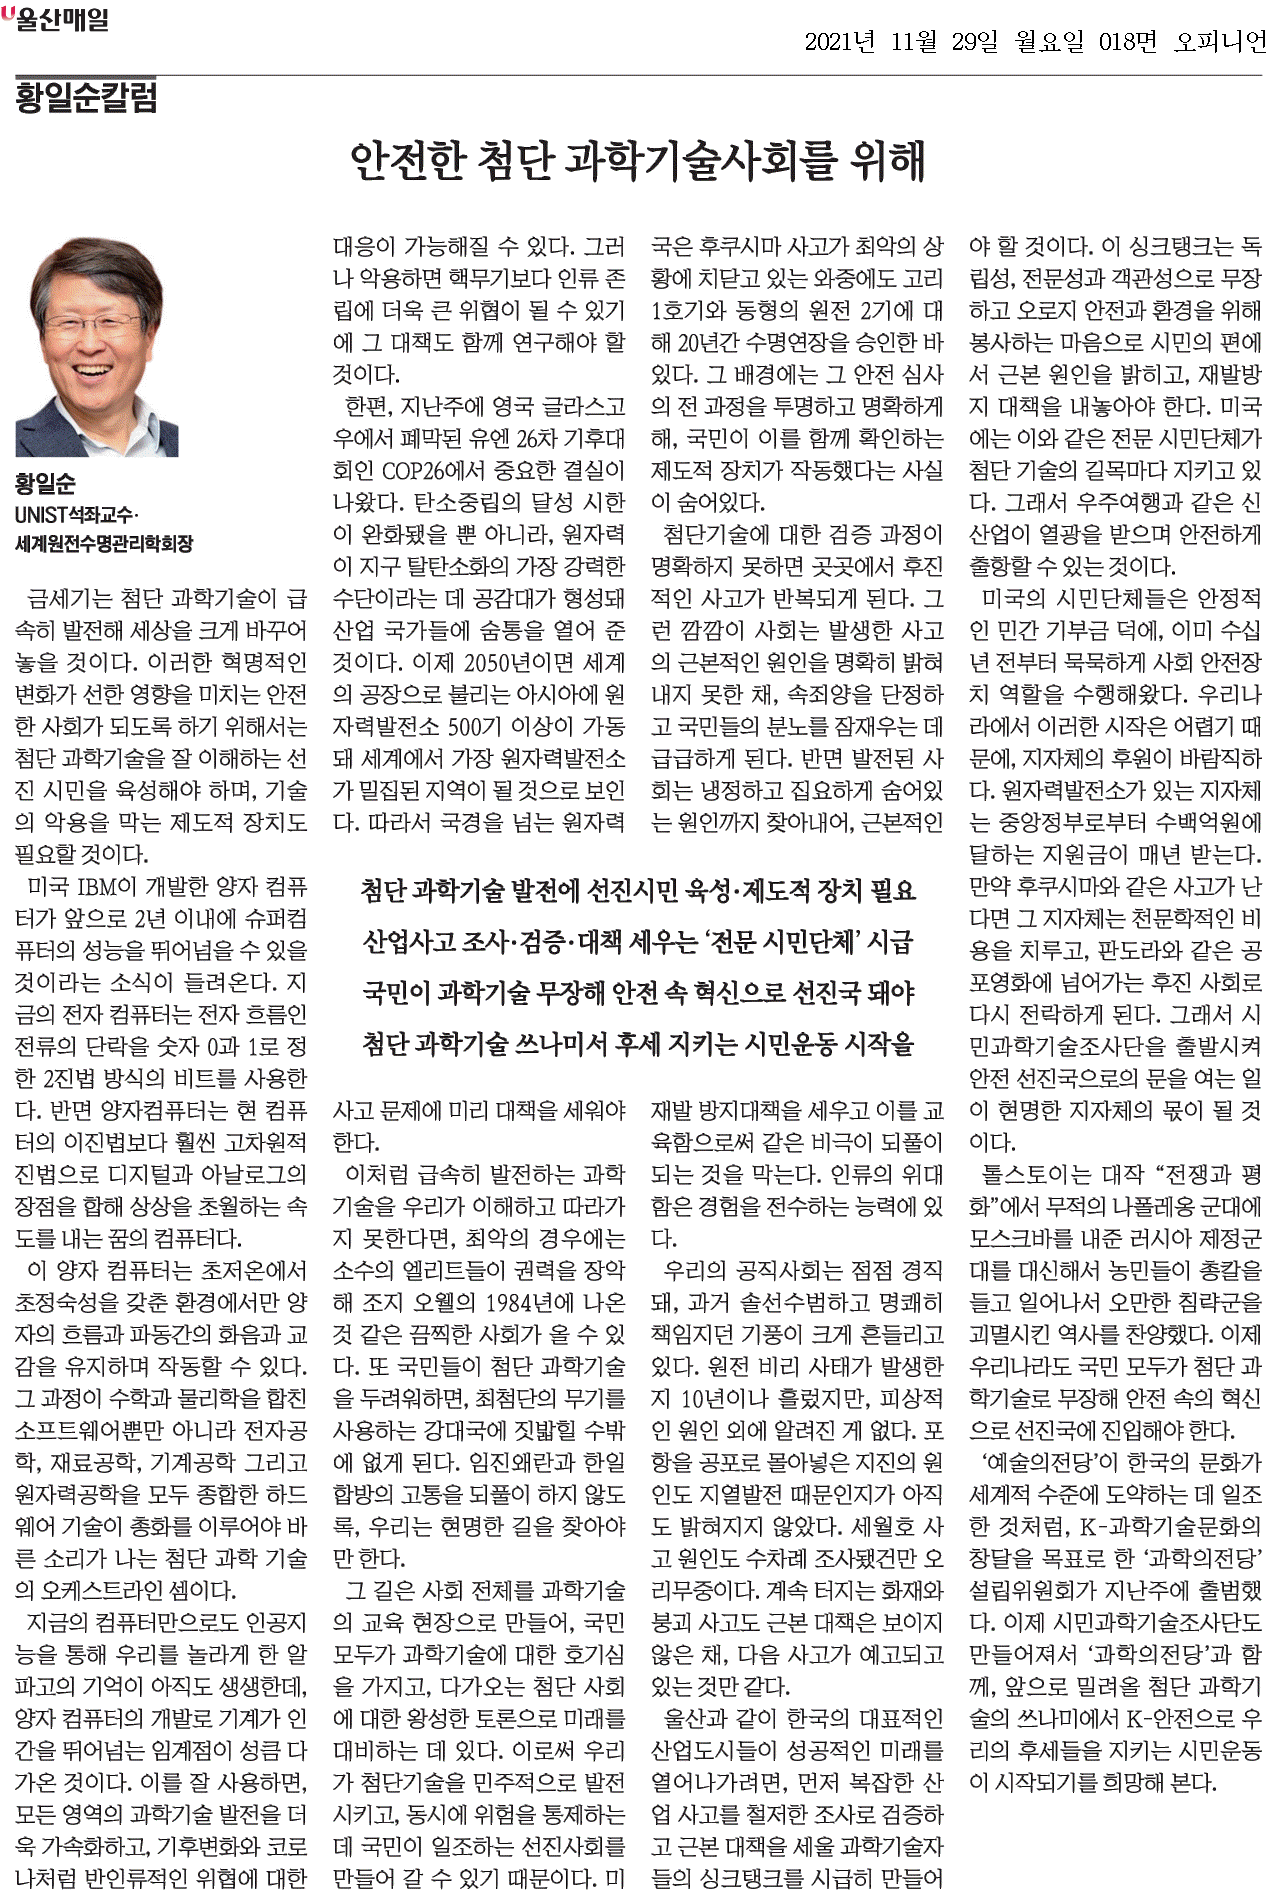 울산매일
2021년 11월 29일 월요일 018면 오피니언
황일순칼럼
안전한 첨단 과학기술사회를 위해
황일순
UNIST석좌교수·
세계원전수명관리학회장
금세기는 첨단 과학기술이 급
속히 발전해 세상을 크게 바꾸어
놓을 것이다. 이러한 혁명적인
변화가 선한 영향을 미치는 안전
한 사회가 되도록 하기 위해서는
첨단 과학기술을 잘 이해하는 선
진 시민을 육성해야 하며, 기술
의 악용을 막는 제도적 장치도
필요할 것이다.
미국 IBM이 개발한 양자 컴퓨
터가 앞으로 2년 이내에 슈퍼컴
퓨터의 성능을 뛰어넘을 수 있을
것이라는 소식이 들려온다. 지
금의 전자 컴퓨터는 전자 흐름인
전류의 단락을 숫자 0과 1로 정
한 2진법 방식의 비트를 사용한
다. 반면 양자컴퓨터는 현 컴퓨
터의 이진법보다 훨씬 고차원적
진법으로 디지털과 아날로그의
장점을 합해 상상을 초월하는 속
도를 내는 꿈의 컴퓨터다.
이 양자 컴퓨터는 초저온에서
초정숙성을 갖춘 환경에서만 양
자의 흐름과 파동간의 화음과 교
감을 유지하며 작동할 수 있다.
그 과정이 수학과 물리학을 합친
소프트웨어뿐만 아니라 전자공
학, 재료공학, 기계공학 그리고
원자력공학을 모두 종합한 하드
웨어 기술이 총화를 이루어야 바
른 소리가 나는 첨단 과학 기술
의 오케스트라인 셈이다.
지금의 컴퓨터만으로도 인공지
능을 통해 우리를 놀라게 한 알
파고의 기억이 아직도 생생한데,
양자 컴퓨터의 개발로 기계가 인
간을 뛰어넘는 임계점이 성큼 다
가온 것이다. 이를 잘 사용하면,
모든 영역의 과학기술 발전을 더
욱 가속화하고, 기후변화와 코로
나처럼 반인류적인 위협에 대한
대응이 가능해질 수 있다. 그러
나 악용하면 핵무기보다 인류 존
립에 더욱 큰 위협이 될 수 있기
에 그 대책도 함께 연구해야 할
것이다.
한편, 지난주에 영국 글라스고
우에서 폐막된 유엔 26차 기후대
회인 COP26에서 중요한 결실이
나왔다. 탄소중립의 달성 시한
이 완화됐을 뿐 아니라, 원자력
이 지구 탈탄소화의 가장 강력한
수단이라는 데 공감대가 형성돼
산업 국가들에 숨통을 열어 준
것이다. 이제 2050년이면 세계
의 공장으로 불리는 아시아에 원
자력발전소 500기 이상이 가동
돼 세계에서 가장 원자력발전소
가 밀집된 지역이 될 것으로 보인
다. 따라서 국경을 넘는 원자력
첨단 과학기술 발전에 선진시민 육성·제도적 장치 필요
산업사고 조사·검증·대책 세우는 ‘전문 시민단체’ 시급
국민이 과학기술 무장해 안전 속 혁신으로 선진국 돼야
첨단 과학기술 쓰나미서 후세 지키는 시민운동 시작을
사고 문제에 미리 대책을 세워야
한다.
이처럼 급속히 발전하는 과학
기술을 우리가 이해하고 따라가
지 못한다면, 최악의 경우에는
소수의 엘리트들이 권력을 장악
해 조지 오웰의 1984년에 나온
것 같은 끔찍한 사회가 올 수 있
다. 또 국민들이 첨단 과학기술
을 두려워하면, 최첨단의 무기를
사용하는 강대국에 짓밟힐 수밖
에 없게 된다. 임진왜란과 한일
합방의 고통을 되풀이 하지 않도
록, 우리는 현명한 길을 찾아야
만 한다.
그 길은 사회 전체를 과학기술
의 교육 현장으로 만들어, 국민
모두가 과학기술에 대한 호기심
을 가지고, 다가오는 첨단 사회
에 대한 왕성한 토론으로 미래를
대비하는 데 있다. 이로써 우리
가 첨단기술을 민주적으로 발전
시키고, 동시에 위험을 통제하는
데 국민이 일조하는 선진사회를
만들어 갈 수 있기 때문이다. 미
국은 후쿠시마 사고가 최악의 상
황에 치닫고 있는 와중에도 고리
1호기와 동형의 원전 2기에 대
해 20년간 수명연장을 승인한 바
있다. 그 배경에는 그 안전 심사
의 전 과정을 투명하고 명확하게
해, 국민이 이를 함께 확인하는
제도적 장치가 작동했다는 사실
이 숨어있다.
첨단기술에 대한 검증 과정이
명확하지 못하면 곳곳에서 후진
적인 사고가 반복되게 된다. 그
런 깜깜이 사회는 발생한 사고
의 근본적인 원인을 명확히 밝혀
내지 못한 채, 속죄양을 단정하
고 국민들의 분노를 잠재우는 데
급급하게 된다. 반면 발전된 사
회는 냉정하고 집요하게 숨어있
는 원인까지 찾아내어, 근본적인
재발 방지대책을 세우고 이를 교
육함으로써 같은 비극이 되풀이
되는 것을 막는다. 인류의 위대
함은 경험을 전수하는 능력에 있
다.
우리의 공직사회는 점점 경직
돼, 과거 솔선수범하고 명쾌히
책임지던 기풍이 크게 흔들리고
있다. 원전 비리 사태가 발생한
지 10년이나 흘렀지만, 피상적
인 원인 외에 알려진 게 없다. 포
항을 공포로 몰아넣은 지진의 원
인도 지열발전 때문인지가 아직
도 밝혀지지 않았다. 세월호 사
고 원인도 수차례 조사됐건만 오
리무중이다. 계속 터지는 화재와
붕괴 사고도 근본 대책은 보이지
않은 채, 다음 사고가 예고되고
있는 것만 같다.
울산과 같이 한국의 대표적인
산업도시들이 성공적인 미래를
열어나가려면, 먼저 복잡한 산
업 사고를 철저한 조사로 검증하
고 근본 대책을 세울 과학기술자
들의 싱크탱크를 시급히 만들어
야 할 것이다. 이 싱크탱크는 독
립성, 전문성과 객관성으로 무장
하고 오로지 안전과 환경을 위해
봉사하는 마음으로 시민의 편에
서 근본 원인을 밝히고, 재발방
지 대책을 내놓아야 한다. 미국
에는 이와 같은 전문 시민단체가
첨단 기술의 길목마다 지키고 있
다. 그래서 우주여행과 같은 신
산업이 열광을 받으며 안전하게
출항할 수 있는 것이다.
미국의 시민단체들은 안정적
인 민간 기부금 덕에, 이미 수십
년 전부터 묵묵하게 사회 안전장
치 역할을 수행해왔다. 우리나
라에서 이러한 시작은 어렵기 때
문에, 지자체의 후원이 바람직하
다. 원자력발전소가 있는 지자체
는 중앙정부로부터 수백억원에
달하는 지원금이 매년 받는다.
만약 후쿠시마와 같은 사고가 난
다면 그 지자체는 천문학적인 비
용을 치루고, 판도라와 같은 공
포영화에 넘어가는 후진 사회로
다시 전락하게 된다. 그래서 시
민과학기술조사단을 출발시켜
안전 선진국으로의 문을 여는 일
이 현명한 지자체의 몫이 될 것
이다.
톨스토이는 대작 “전쟁과 평
화”에서 무적의 나폴레옹 군대에
모스크바를 내준 러시아 제정군
대를 대신해서 농민들이 총칼을
들고 일어나서 오만한 침략군을
괴멸시킨 역사를 찬양했다. 이제
우리나라도 국민 모두가 첨단 과
학기술로 무장해 안전 속의 혁신
으로 선진국에 진입해야 한다.
‘예술의전당’이 한국의 문화가
세계적 수준에 도약하는 데 일조
한 것처럼, K-과학기술문화의
창달을 목표로 한 ‘과학의전당’
설립위원회가 지난주에 출범했
다. 이제 시민과학기술조사단도
만들어져서 ‘과학의전당’과 함
께, 앞으로 밀려올 첨단 과학기
술의 쓰나미에서 K-안전으로 우
리의 후세들을 지키는 시민운동
이 시작되기를 희망해 본다.